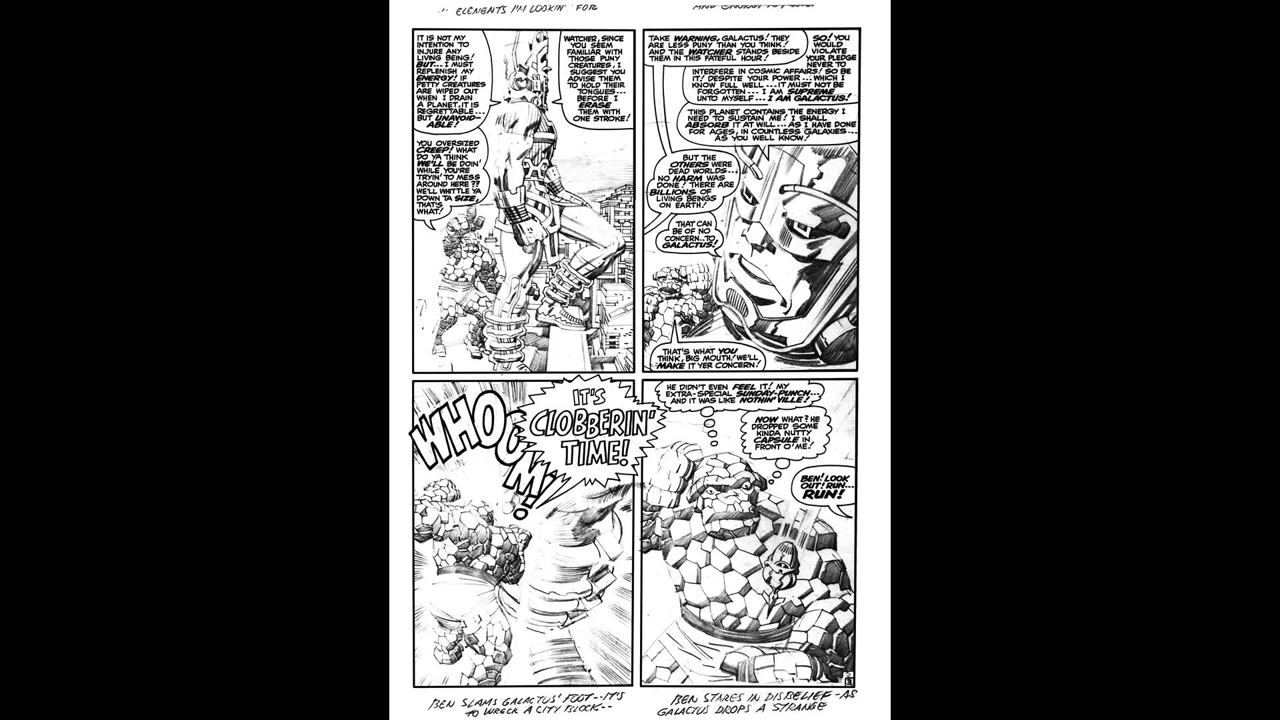 ELEMENTS I'M LOOKIN' FOR
IT IS NOT MY
INTENTION TO
INJURE ANY
LIVING BEING!
BUT... I MUST
REPLENISH MY
ENERGY! IF
PETTY CREATURES
ARE WIPED OUT
WHEN I DRAIN
A PLANET, IT IS
REGRETTABLE...
BUT UNAVOID-
ABLE!
WATCHER, SINCE
YOU SEEM
FAMILIAR WITH
THOSE PUNY
CREATURES, I
SUGGEST YOU
ADVISE THEM
TO HOLD THEIR
TONGUES...
BEFORE I
ERASE
THEM WITH
ONE STROKE!
YOU OVERSIZED
CREEP! WHAT
DO YA THINK
WE'LL BE DOIN'
WHILE YOU'RE
TRYIN' TO MESS
AROUND HERE??
WE'LL WHITTLE YA
DOWN TA SIZE,
THAT'S
WHAT!
TAKE WARNING, GALACTUS! THEY
ARE LESS PUNY THAN YOU THINK!
AND THE WATCHER STANDS BESIDE
THEM IN THIS FATEFUL HOUR!
SO! YOU
WOULD
VIOLATE
YOUR PLEDGE
NEVER TO
INTERFERE IN COSMIC AFFAIRS! SO BE
IT! DESPITE YOUR POWER... WHICH I
KNOW FULL WELL... IT MUST NOT BE
FORGOTTEN... I AM SUPREME
UNTO MYSELF... I AM GALACTUS!
THIS PLANET CONTAINS THE ENERGY I
NEED TO SUSTAIN ME! I SHALL
ABSORB IT AT WILL... AS I HAVE DONE
FOR AGES, IN COUNTLESS GALAXIES...
AS YOU WELL KNOW!
BUT THE
OTHERS WERE
DEAD WORLDS...
NO HARM WAS
DONE! THERE ARE
BILLIONS OF
LIVING BEINGS
ON EARTH!
THAT CAN
BE OF NO
CONCERN...TO
GALACTUS!
THAT'S WHAT YOU
THINK, BIG MOUTH! WE'LL
MAKE IT YER CONCERN!
WHOOM!
IT'S
CLOBBERIN'
TIME!
HE DIDN'T EVEN FEEL IT! MY
EXTRA-SPECIAL SUNDAY-PUNCH...
AND IT WAS LIKE NOTHIN'VILLE!
NOW WHAT? HE
DROPPED SOME
KINDA NUTTY
CAPSULE IN
FRONT O' ME!
BEN! LOOK
OUT! RUN...
RUN!
BEN SLAMS GALACTUS' FOOT--IT'S
TO WRECK A CITY BLOCK--
BEN STARES IN DISBELIEF-AS
GALACTUS DROPS A STRANGE